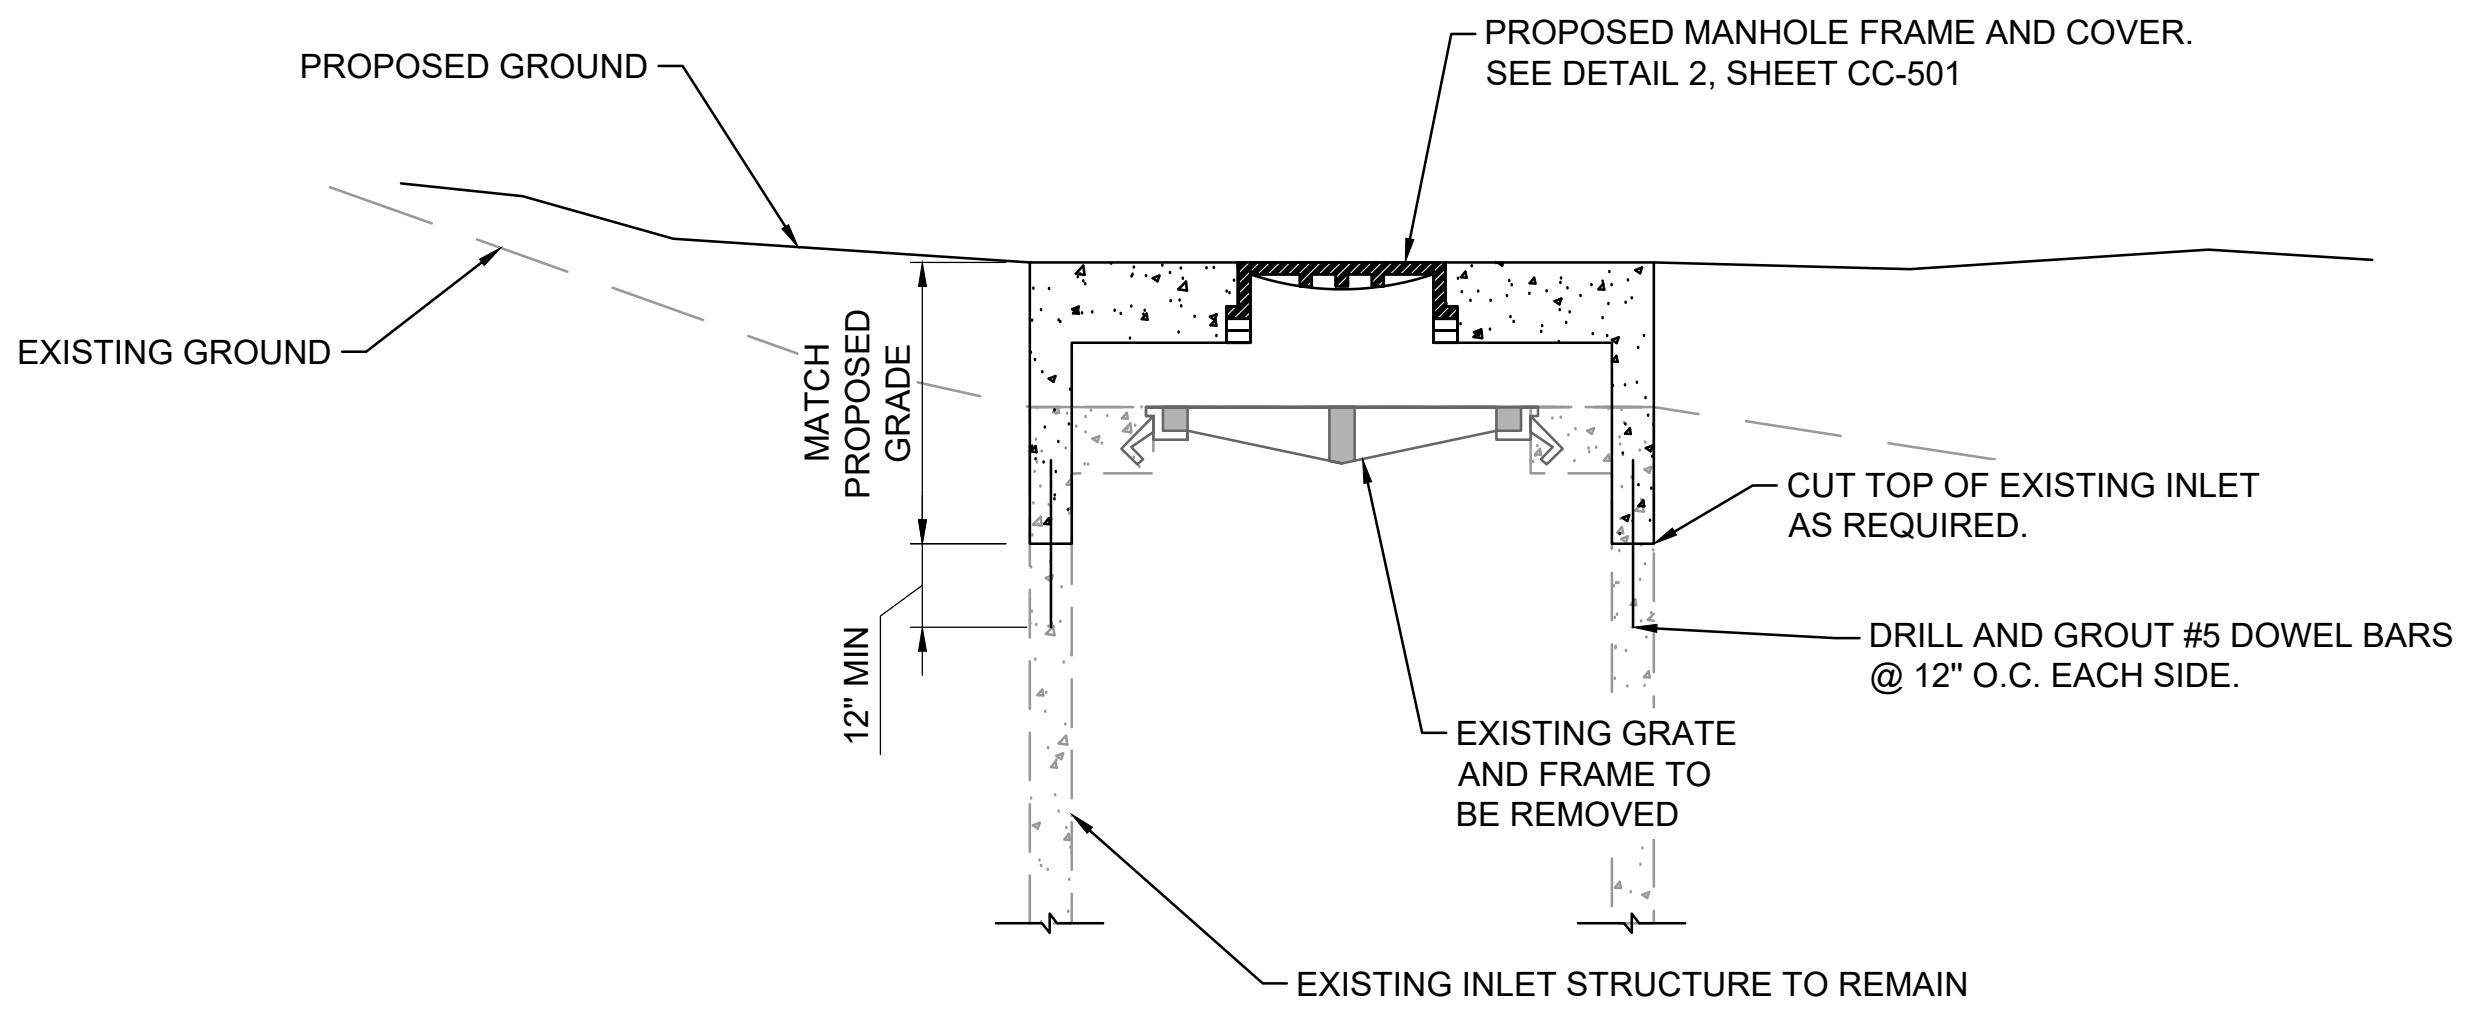 PROPOSED MANHOLE FRAME AND COVER.
SEE DETAIL 2, SHEET CC-501
PROPOSED GROUND
EXISTING GROUND
MATCH
PROPOSED
GRADE
CUT TOP OF EXISTING INLET
AS REQUIRED.
12" MIN
DRILL AND GROUT #5 DOWEL BARS
@ 12" O.C. EACH SIDE.
EXISTING GRATE
AND FRAME TO
BE REMOVED
EXISTING INLET STRUCTURE TO REMAIN